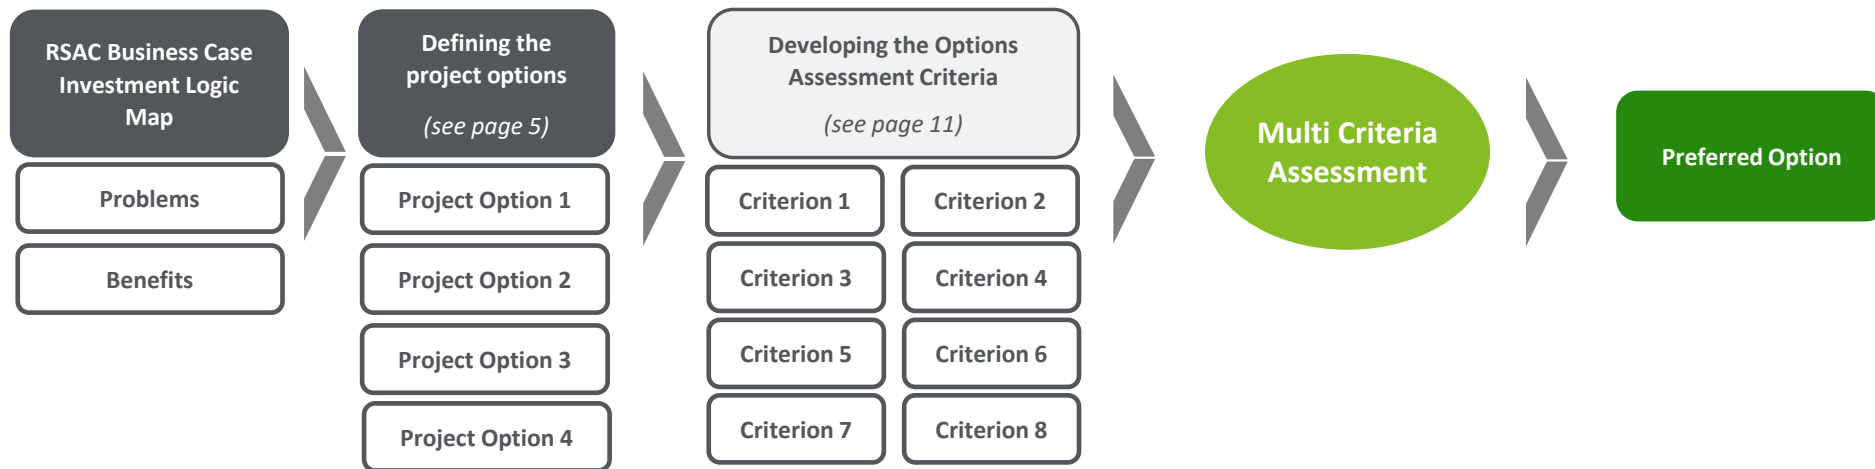 RSAC Business Case
Investment Logic
Map
Problems
Benefits
Defining the
project options
(see page 5)
Project Option 1
Project Option 2
Project Option 3
Project Option 4
Developing the Options
Assessment Criteria
(see page 11)
Criterion 1
Criterion 2
Criterion 3
Criterion 4
Criterion 5
Criterion 6
Criterion 7
Criterion 8
Multi Criteria
Assessment
Preferred Option